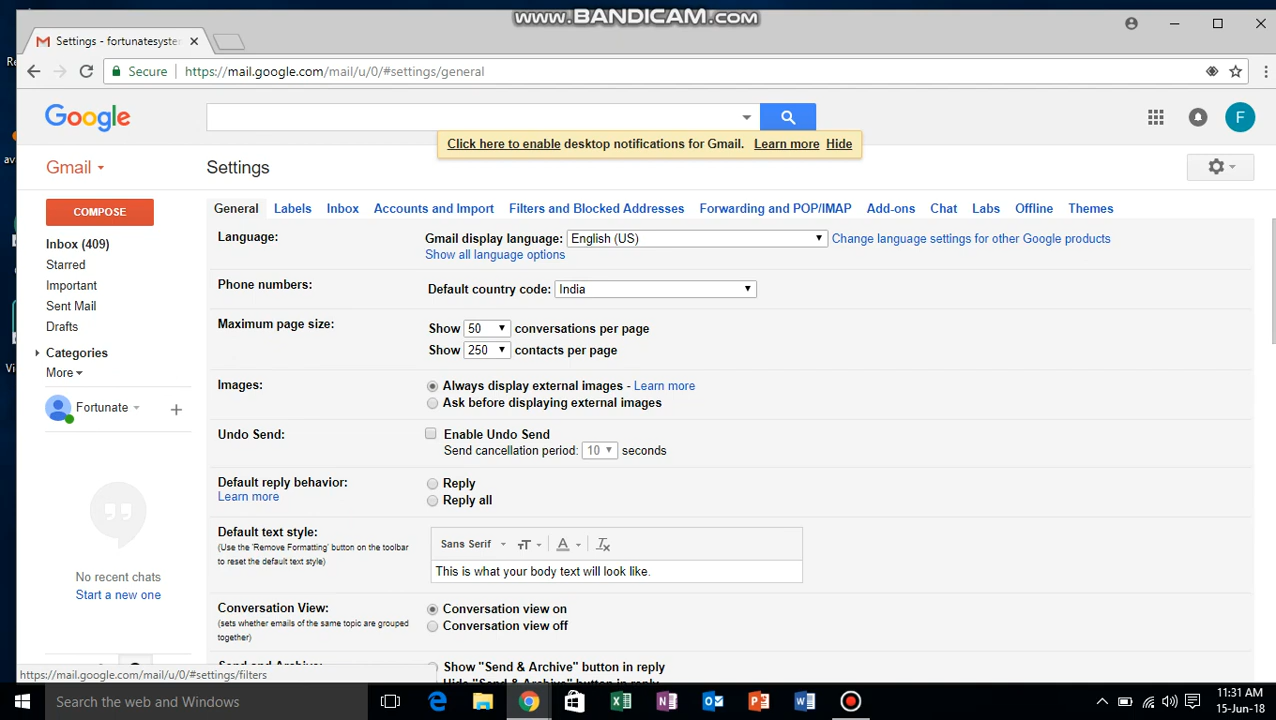 www.BANDICAM.com
Settings - fortunatesyster
Secure https://mail.google.com/mail/u/0/#settings/general
Google
F
Click here to enable desktop notifications for Gmail. Learn more Hide
Gmail
Settings
COMPOSE
General Labels Inbox Accounts and Import Filters and Blocked Addresses Forwarding and POP/IMAP Add-ons Chat Labs Offline Themes
Inbox (409)
Starred
Important
Sent Mail
Drafts
Categories
More
Fortunate
No recent chats
Start a new one
Language:
Gmail display language: English (US) Change language settings for other Google products
Show all language options
Phone numbers:
Default country code: India
Maximum page size:
Show 50 conversations per page
Show 250 contacts per page
Images:
Always display external images - Learn more
Ask before displaying external images
Undo Send:
Enable Undo Send
Send cancellation period: 10 seconds
Default reply behavior:
Learn more
Reply
Reply all
Default text style:
(Use the 'Remove Formatting' button on the toolbar
to reset the default text style)
Sans Serif
This is what your body text will look like.
Conversation View:
(sets whether emails of the same topic are grouped
together)
Conversation view on
Conversation view off
Send and Archive:
Show "Send & Archive" button in reply
Hide "Send & Archive" button in reply
https://mail.google.com/mail/u/0/#settings/filters
Search the web and Windows
11:31 AM
15-Jun-18